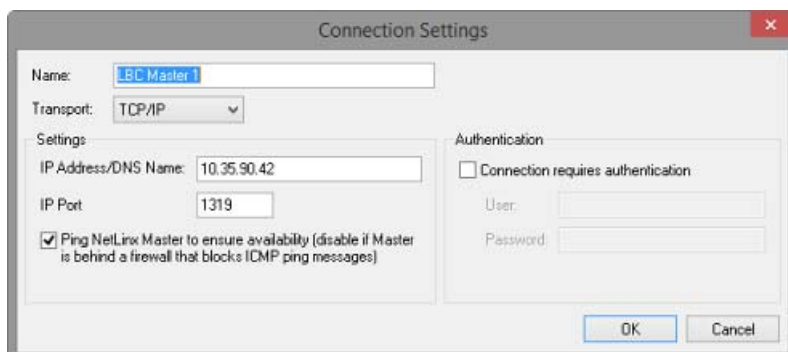 Connection Settings
Name: LBC Master 1
Transport: TCP/IP
Settings
IP Address/DNS Name: 10.35.90.42
IP Port 1319
Ping NetLinx Master to ensure availability (disable if Master
is behind a firewall that blocks ICMP ping messages)
Authentication
Connection requires authentication
User:
Password:
OK Cancel